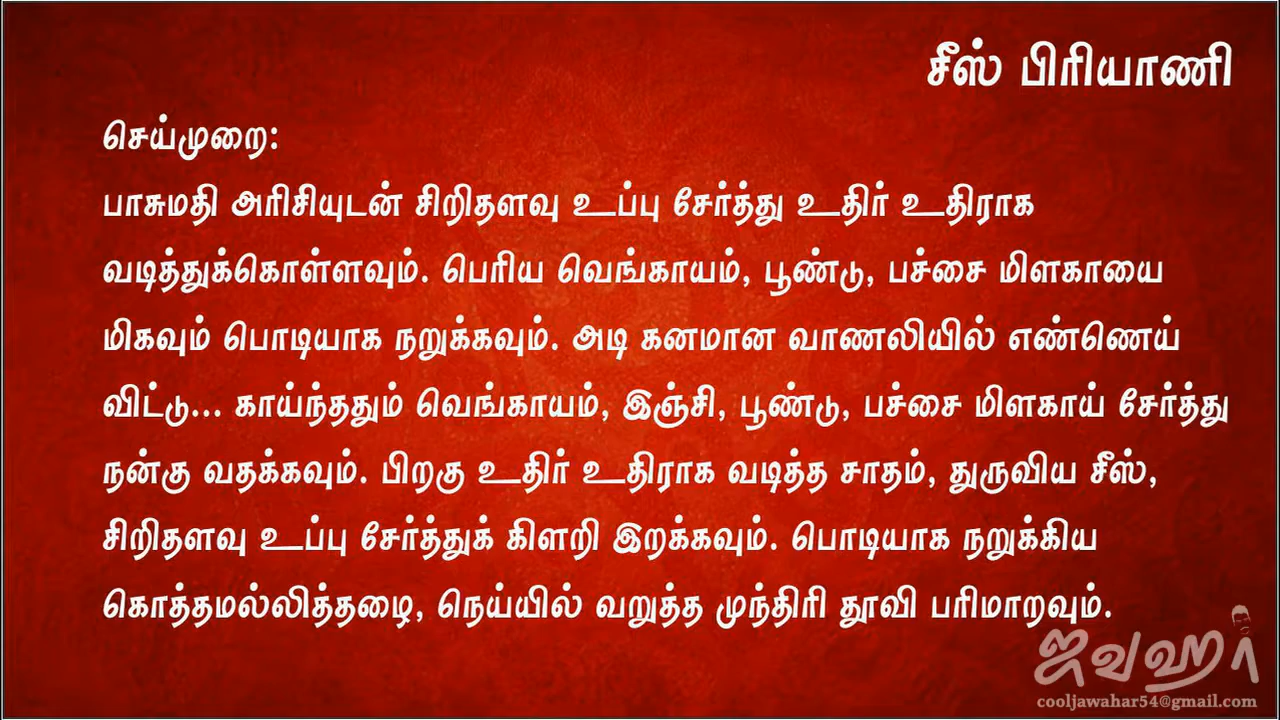 சீஸ் பிரியாணி
செய்முறை:
பாசுமதி அரிசியுடன் சிறிதளவு உப்பு சேர்த்து உதிர் உதிராக
வடித்துக்கொள்ளவும். பெரிய வெங்காயம், பூண்டு, பச்சை மிளகாயை
மிகவும் பொடியாக நறுக்கவும். அடி கனமான வாணலியில் எண்ணெய்
விட்டு... காய்ந்ததும் வெங்காயம், இஞ்சி, பூண்டு, பச்சை மிளகாய் சேர்த்து
நன்கு வதக்கவும். பிறகு உதிர் உதிராக வடித்த சாதம், துருவிய சீஸ்,
சிறிதளவு உப்பு சேர்த்துக் கிளறி இறக்கவும். பொடியாக நறுக்கிய
கொத்தமல்லித்தழை, நெய்யில் வறுத்த முந்திரி தூவி பரிமாறவும்.
ஜவஹர்
cooljawahar54@gmail.com